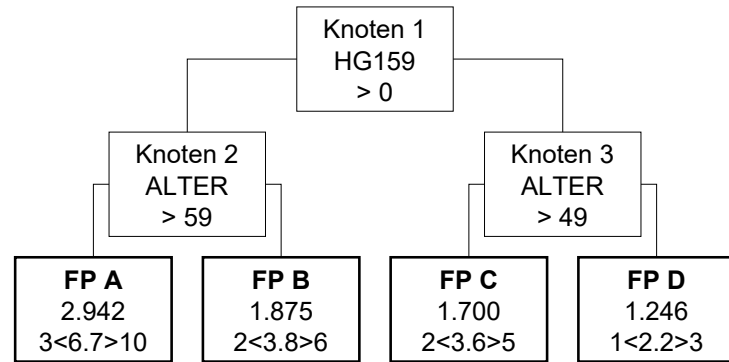 Knoten 1
HG159
> 0
Knoten 2
ALTER
> 59
Knoten 3
ALTER
> 49
FP A
2.942
3<6.7>10
FP B
1.875
2<3.8>6
FP C
1.700
2<3.6>5
FP D
1.246
1<2.2>3